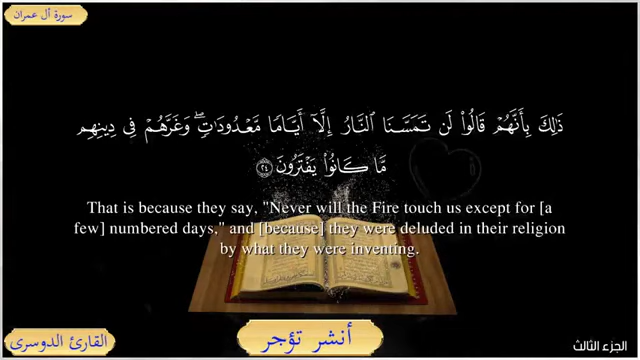 سورة آل عمران
ذَٰلِكَ بِأَنَّهُمْ قَالُوا۟ لَن تَمَسَّنَا ٱلنَّارُ إِلَّآ أَيَّامًا مَّعْدُودَٰتٍ ۖ وَغَرَّهُمْ فِى دِينِهِم
مَّا كَانُوا۟ يَفْتَرُونَ ٢٤
That is because they say, "Never will the Fire touch us except for [a
few] numbered days," and [because] they were deluded in their religion
by what they were inventing.
أنشر تؤجر
القارئ الدوسرى
الجزء الثالث